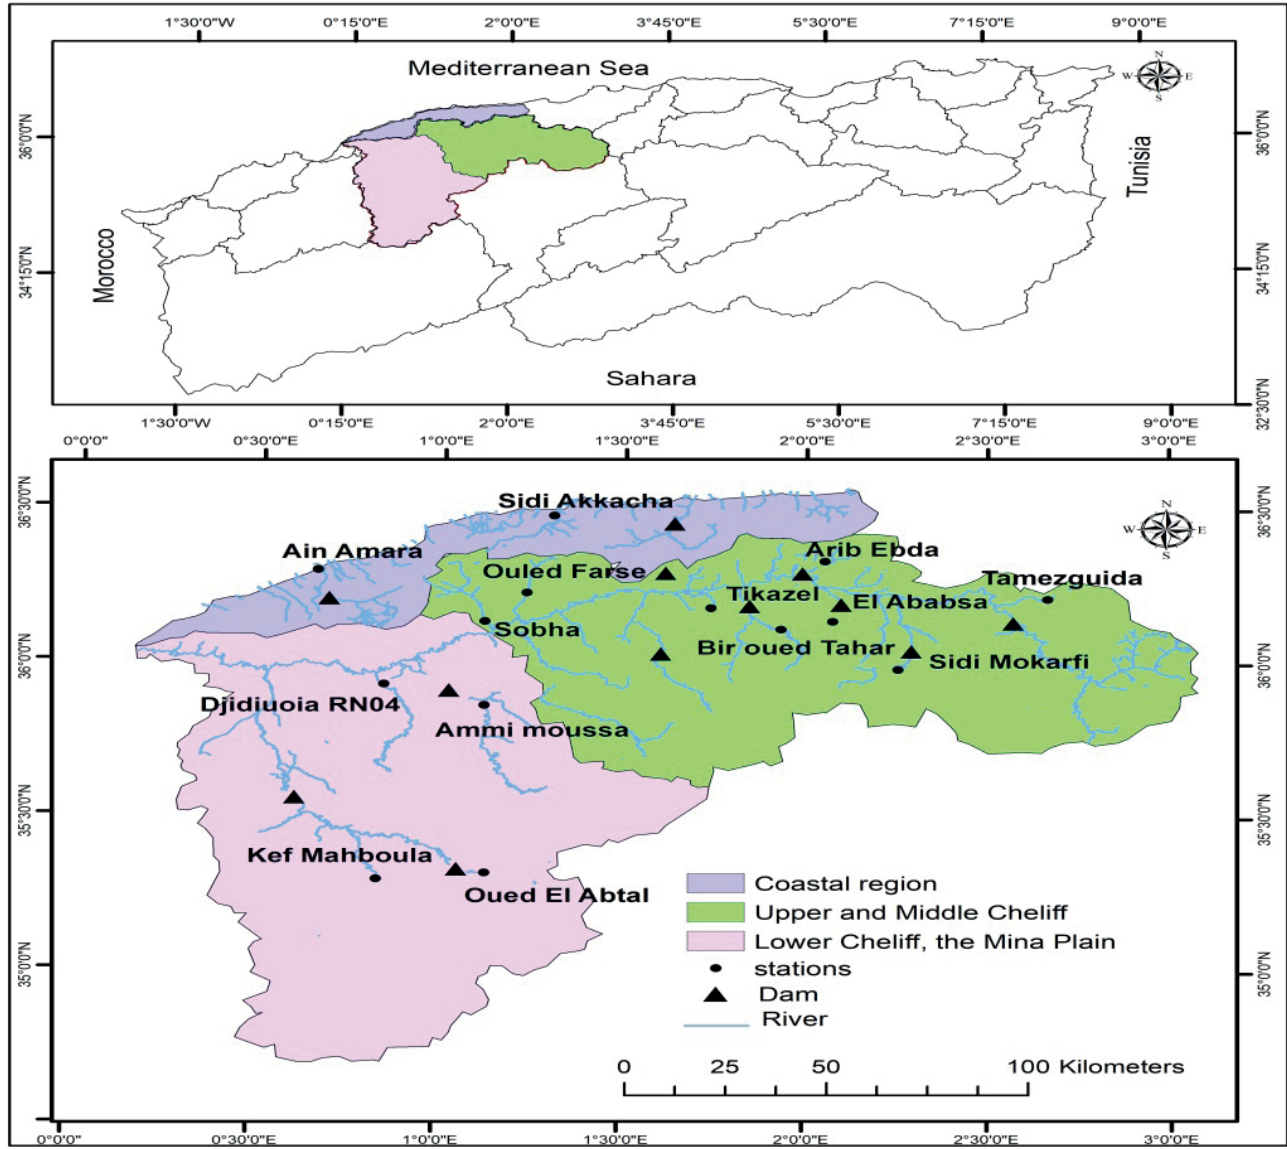 1°30'0"W 0°15'0"E 2°0'0"E 3°45'0"E 5°30'0"E 7°15'0"E 9°0'0"E
Mediterranean Sea
N
W E
S
36°0'0"N
36°0'0"N
Tunisia
Morocco
34°15'0"N
34°15'0"N
Sahara
32°30'0"N
1°30'0"W 0°15'0"E 2°0'0"E 3°45'0"E 5°30'0"E 7°15'0"E 9°0'0"E
0°0'0" 0°30'0"E 1°0'0"E 1°30'0"E 2°0'0"E 2°30'0"E 3°0'0"E
36°30'0"N
36°30'0"N
Sidi Akkacha
N
W E
S
Ain Amara
Arib Ebda
Ouled Farse
Tamezguida
Tikazel
El Ababsa
Sobha
Bir oued Tahar
Sidi Mokarfi
36°0'0"N
36°0'0"N
Djidiuoia RN04
Ammi moussa
35°30'0"N
35°30'0"N
Kef Mahboula
Oued El Abtal
Coastal region
Upper and Middle Cheliff
Lower Cheliff, the Mina Plain
stations
Dam
River
35°0'0"N
35°0'0"N
0 25 50 100 Kilometers
0°0'0" 0°30'0"E 1°0'0"E 1°30'0"E 2°0'0"E 2°30'0"E 3°0'0"E